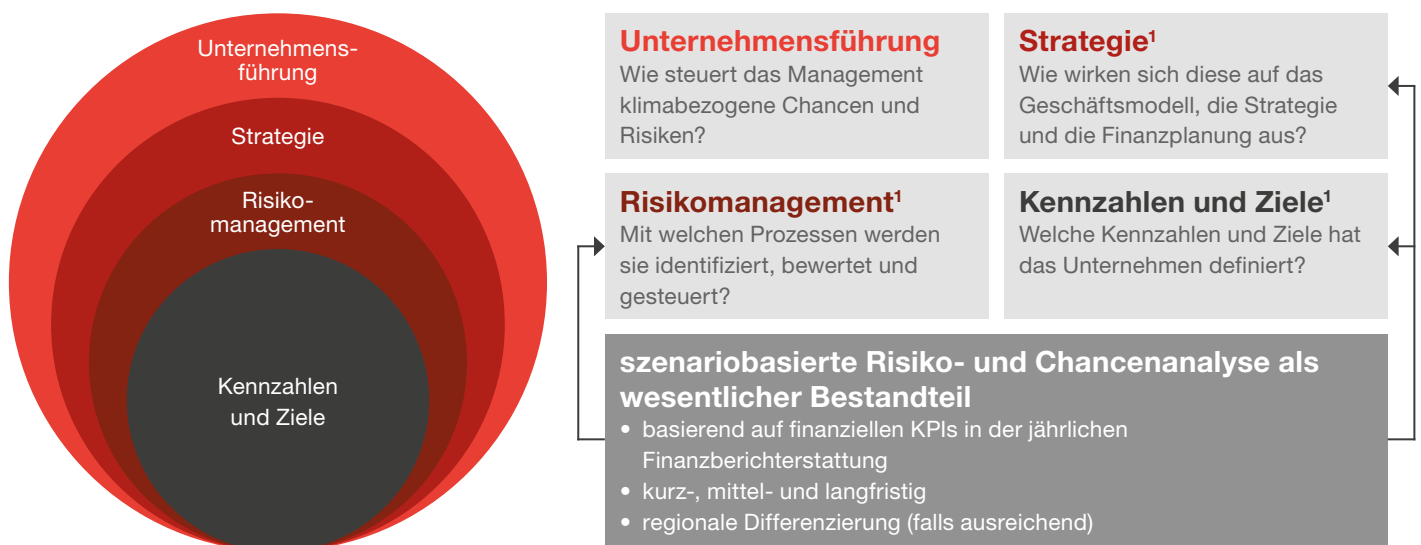 Unternehmens-
führung
Strategie
Risiko-
management
Kennzahlen
und Ziele
Unternehmensführung
Wie steuert das Management
klimabezogene Chancen und
Risiken?
Strategie¹
Wie wirken sich diese auf das
Geschäftsmodell, die Strategie
und die Finanzplanung aus?
Risikomanagement¹
Mit welchen Prozessen werden
sie identifiziert, bewertet und
gesteuert?
Kennzahlen und Ziele¹
Welche Kennzahlen und Ziele hat
das Unternehmen definiert?
szenariobasierte Risiko- und Chancenanalyse als
wesentlicher Bestandteil
• basierend auf finanziellen KPIs in der jährlichen
Finanzberichterstattung
• kurz-, mittel- und langfristig
• regionale Differenzierung (falls ausreichend)